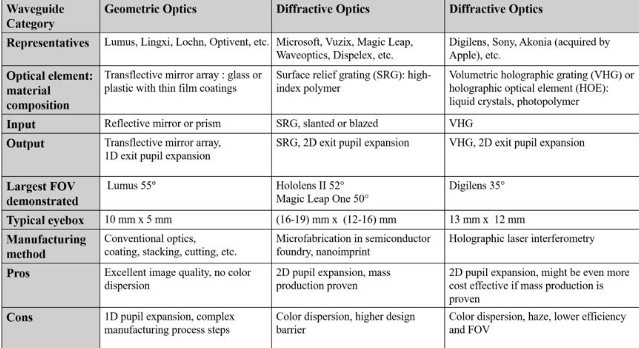 Waveguide Category
Geometric Optics
Diffractive Optics
Diffractive Optics
Representatives
Lumus, Lingxi, Lochn, Optivent, etc.
Microsoft, Vuzix, Magic Leap,
Waveoptics, Dispelex, etc.
Digilens, Sony, Akonia (acquired by
Apple), etc.
Optical element:
material
composition
Transflective mirror array : glass or
plastic with thin film coatings
Surface relief grating (SRG): high-
index polymer
Volumetric holographic grating (VHG) or
holographic optical element (HOE):
liquid crystals, photopolymer
Input
Reflective mirror or prism
SRG, slanted or blazed
VHG
Output
Transflective mirror array,
1D exit pupil expansion
SRG, 2D exit pupil expansion
VHG, 2D exit pupil expansion
Largest FOV
demonstrated
Lumus 55°
Hololens II 52°
Magic Leap One 50°
Digilens 35°
Typical eyebox
10 mm x 5 mm
(16-19) mm x (12-16) mm
13 mm x 12 mm
Manufacturing
method
Conventional optics,
coating, stacking, cutting, etc.
Microfabrication in semiconductor
foundry, nanoimprint
Holographic laser interferometry
Pros
Excellent image quality, no color
dispersion
2D pupil expansion, mass
production proven
2D pupil expansion, might be even more
cost effective if mass production is
proven
Cons
1D pupil expansion, complex
manufacturing process steps
Color dispersion, higher design
barrier
Color dispersion, haze, lower efficiency
and FOV